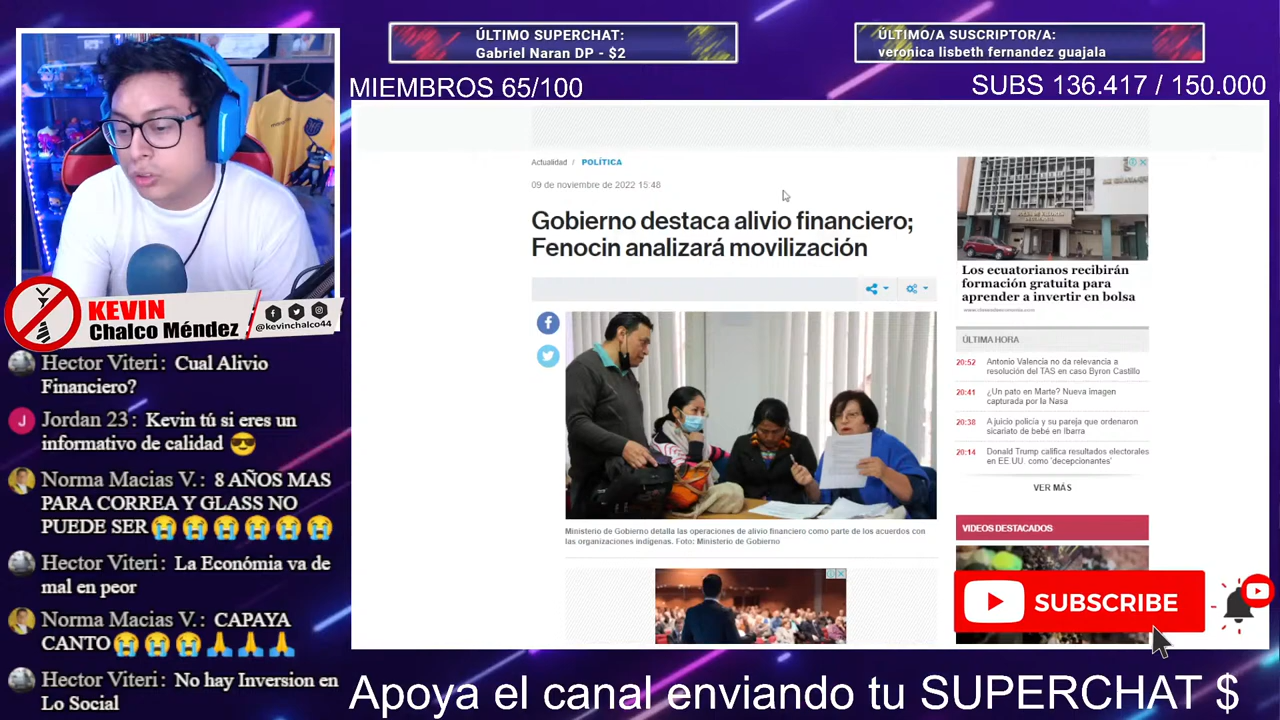 ÚLTIMO SUPERCHAT:
Gabriel Naran DP - $2
ÚLTIMO/A SUSCRIPTOR/A:
veronica lisbeth fernandez guajala
MIEMBROS 65/100
SUBS 136.417 / 150.000
KEVIN
Chalco Méndez
@kevinchalco44
Hector Viteri: Cual Alivio
Financiero?
J
Jordan 23: Kevin tú si eres un
informativo de calidad 😎
Norma Macias V.: 8 AÑOS MAS
PARA CORREA Y GLASS NO
PUEDE SER😭😭😭😭😭😭
Hector Viteri: La Económia va de
mal en peor
Norma Macias V.: CAPAYA
CANTO😭😭😭🙏🙏🙏
Hector Viteri: No hay Inversion en
Lo Social
Actualidad / POLÍTICA
09 de noviembre de 2022 15:48
Gobierno destaca alivio financiero;
Fenocin analizará movilización
Ministerio de Gobierno detalla las operaciones de alivio financiero como parte de los acuerdos con
las organizaciones indígenas. Foto: Ministerio de Gobierno
Los ecuatorianos recibirán
formación gratuita para
aprender a invertir en bolsa
ÚLTIMA HORA
20:52 Antonio Valencia no da relevancia a
resolución del TAS en caso Byron Castillo
20:41 ¿Un pato en Marte? Nueva imagen
capturada por la Nasa
20:38 A juicio policía y su pareja que ordenaron
sicariato de bebé en Ibarra
20:14 Donald Trump califica resultados electorales
en EE.UU. como 'decepcionantes'
VER MÁS
VIDEOS DESTACADOS
SUBSCRIBE
Apoya el canal enviando tu SUPERCHAT $